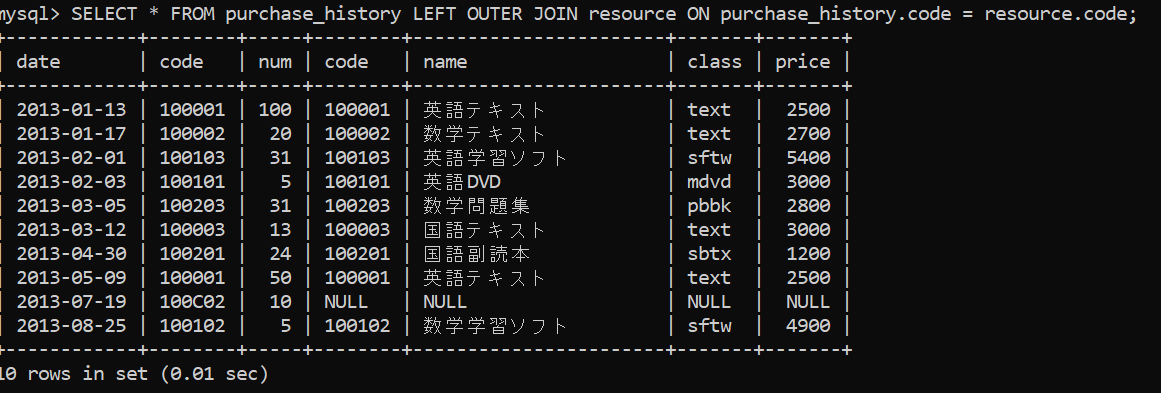 mysql> SELECT * FROM purchase_history LEFT OUTER JOIN resource ON purchase_history.code = resource.code;
+------------+--------+-----+--------+----------------------+-------+-------+
| date       | code   | num | code   | name                 | class | price |
+------------+--------+-----+--------+----------------------+-------+-------+
| 2013-01-13 | 100001 | 100 | 100001 | 英語テキスト         | text  |  2500 |
| 2013-01-17 | 100002 |  20 | 100002 | 数学テキスト         | text  |  2700 |
| 2013-02-01 | 100103 |  31 | 100103 | 英語学習ソフト       | sftw  |  5400 |
| 2013-02-03 | 100101 |   5 | 100101 | 英語DVD              | mdvd  |  3000 |
| 2013-03-05 | 100203 |  31 | 100203 | 数学問題集           | pbbk  |  2800 |
| 2013-03-12 | 100003 |  13 | 100003 | 国語テキスト         | text  |  3000 |
| 2013-04-30 | 100201 |  24 | 100201 | 国語副読本           | sbtx  |  1200 |
| 2013-05-09 | 100001 |  50 | 100001 | 英語テキスト         | text  |  2500 |
| 2013-07-19 | 100C02 |  10 | NULL   | NULL                 | NULL  |  NULL |
| 2013-08-25 | 100102 |   5 | 100102 | 数学学習ソフト       | sftw  |  4900 |
+------------+--------+-----+--------+----------------------+-------+-------+
10 rows in set (0.01 sec)